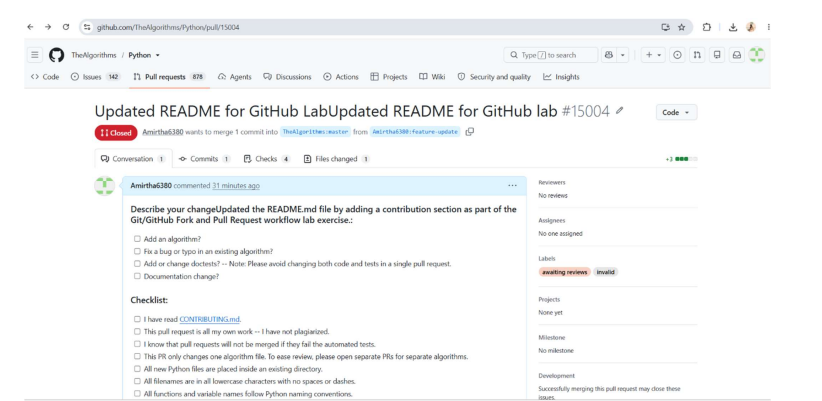 github.com/TheAlgorithms/Python/pull/15004
TheAlgorithms / Python
Type / to search
Code Issues 142 Pull requests 878 Agents Discussions Actions Projects Wiki Security and quality Insights
Updated README for GitHub LabUpdated README for GitHub lab #15004
Code
Closed Amirtha6380 wants to merge 1 commit into TheAlgorithms:master from Amirtha6380:feature-update
Conversation 1 Commits 1 Checks 4 Files changed 1
+3
Amirtha6380 commented 31 minutes ago
Describe your changeUpdated the README.md file by adding a contribution section as part of the
Git/GitHub Fork and Pull Request workflow lab exercise.:
Add an algorithm?
Fix a bug or typo in an existing algorithm?
Add or change doctests? -- Note: Please avoid changing both code and tests in a single pull request.
Documentation change?
Checklist:
I have read CONTRIBUTING.md.
This pull request is all my own work -- I have not plagiarized.
I know that pull requests will not be merged if they fail the automated tests.
This PR only changes one algorithm file. To ease review, please open separate PRs for separate algorithms.
All new Python files are placed inside an existing directory.
All filenames are in all lowercase characters with no spaces or dashes.
All functions and variable names follow Python naming conventions.
Reviewers
No reviews
Assignees
No one assigned
Labels
awaiting reviews invalid
Projects
None yet
Milestone
No milestone
Development
Successfully merging this pull request may close these
issues.